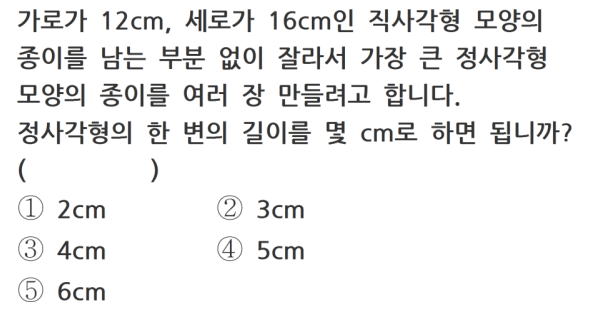 가로가 12cm, 세로가 16cm인 직사각형 모양의
종이를 남는 부분 없이 잘라서 가장 큰 정사각형
모양의 종이를 여러 장 만들려고 합니다.
정사각형의 한 변의 길이를 몇 cm로 하면 됩니까?
( )
① 2cm ② 3cm
③ 4cm ④ 5cm
⑤ 6cm